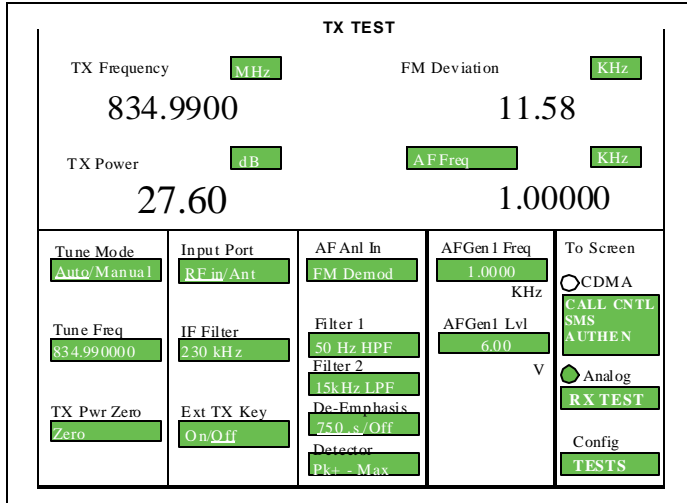 TX TEST
TX Frequency MHz
834.9900
FM Deviation KHz
11.58
TX Power dB
27.60
AF Freq KHz
1.00000
Tune Mode
Auto/Manual
Tune Freq
834.990000
TX Pwr Zero
Zero
Input Port
RF in/Ant
IF Filter
230 kHz
Ext TX Key
On/Off
AF Anl In
FM Demod
Filter 1
50 Hz HPF
Filter 2
15kHz LPF
De-Emphasis
750 .s/Off
Detector
Pk+ - Max
AFGen1 Freq
1.0000
KHz
AFGen1 Lvl
6.00
V
To Screen
CDMA
CALL CNTL
SMS
AUTHEN
Analog
RX TEST
Config
TESTS